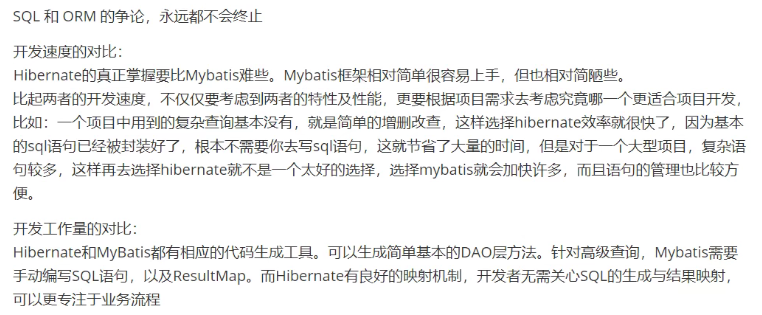 SQL 和 ORM 的争论，永远都不会终止
开发速度的对比：
Hibernate的真正掌握要比Mybatis难些。Mybatis框架相对简单很容易上手，但也相对简陋些。
比起两者的开发速度，不仅仅要考虑到两者的特性及性能，更要根据项目需求去考虑究竟哪一个更适合项目开发，
比如：一个项目中用到的复杂查询基本没有，就是简单的增删改查，这样选择hibernate效率就很快了，因为基本
的sql语句已经被封装好了，根本不需要你去写sql语句，这就节省了大量的时间，但是对于一个大型项目，复杂语
句较多，这样再去选择hibernate就不是一个太好的选择，选择mybatis就会加快许多，而且语句的管理也比较方
便。
开发工作量的对比：
Hibernate和MyBatis都有相应的代码生成工具。可以生成简单基本的DAO层方法。针对高级查询，Mybatis需要
手动编写SQL语句，以及ResultMap。而Hibernate有良好的映射机制，开发者无需关心SQL的生成与结果映射，
可以更专注于业务流程